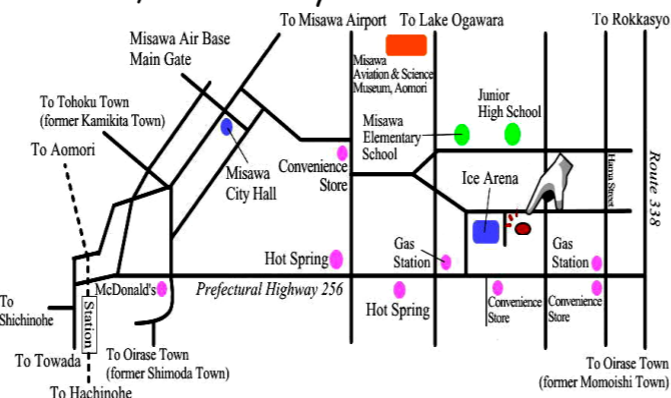 To Misawa Airport
To Lake Ogawara
To Rokkasyo
Misawa Air Base
Main Gate
Misawa
Aviation & Science
Museum, Aomori
To Tohoku Town
(former Kamikita Town)
Junior
High School
Misawa
Elementary
School
To Aomori
Misawa
City Hall
Convenience
Store
Ice Arena
Hama Street
Route 338
Hot Spring
Gas
Station
Gas
Station
McDonald's
Prefectural Highway 256
Hot Spring
Convenience
Store
Convenience
Store
To
Shichinohe
Station
To Towada
To Oirase Town
(former Shimoda Town)
To Oirase Town
(former Momoishi Town)
To Hachinohe